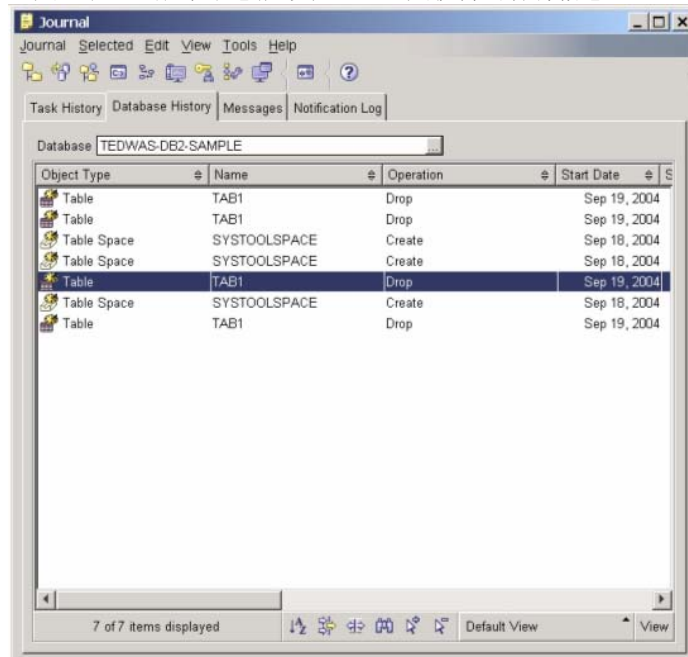 Journal
Journal Selected Edit View Tools Help
Task History Database History Messages Notification Log
Database TEDWAS-DB2-SAMPLE ...
Object Type Name Operation Start Date S
Table TAB1 Drop Sep 19, 2004
Table TAB1 Drop Sep 19, 2004
Table Space SYSTOOLSPACE Create Sep 18, 2004
Table Space SYSTOOLSPACE Create Sep 18, 2004
Table TAB1 Drop Sep 19, 2004
Table Space SYSTOOLSPACE Create Sep 18, 2004
Table TAB1 Drop Sep 19, 2004
7 of 7 items displayed Default View View